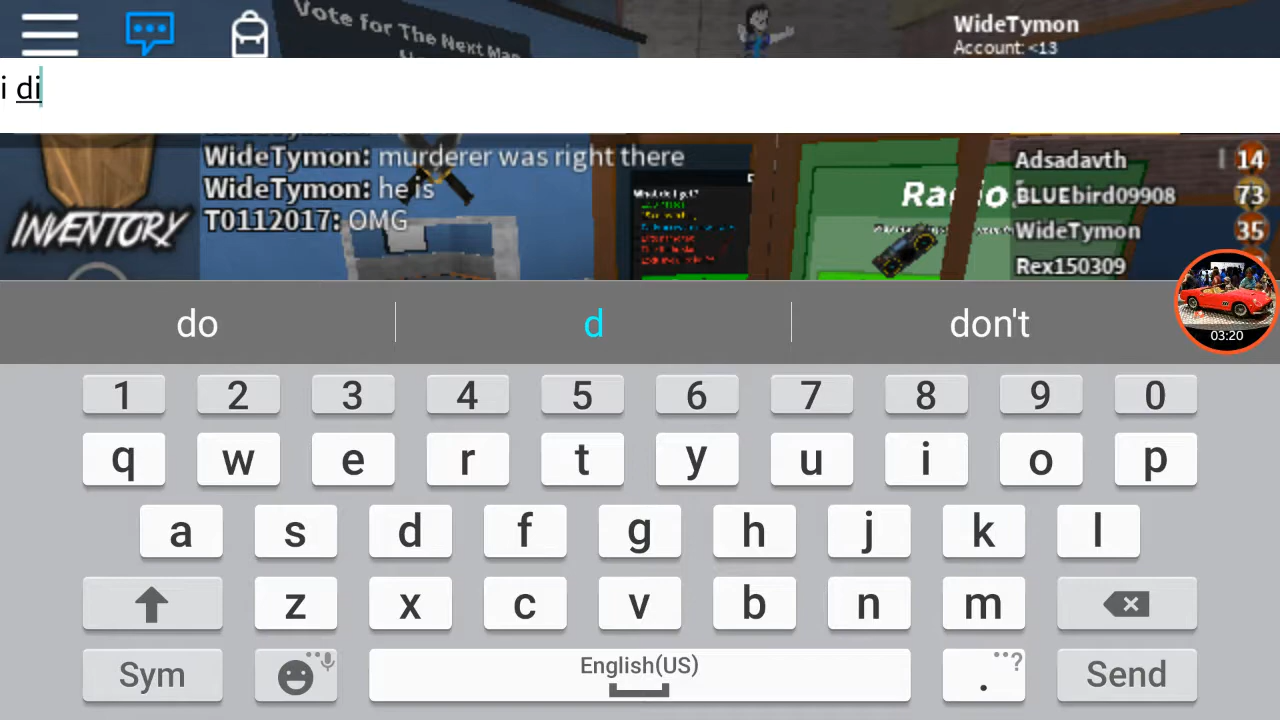 Vote for The Next Map
WideTymon
Account: <13
i di
WideTymon: murderer was right there
WideTymon: he is
T0112017: OMG
INVENTORY
Radio
Adsadavth 14
BLUEbird09908 73
WideTymon 35
Rex150309
03:20
do d don't
1 2 3 4 5 6 7 8 9 0
q w e r t y u i o p
a s d f g h j k l
z x c v b n m
Sym English(US) . ? Send